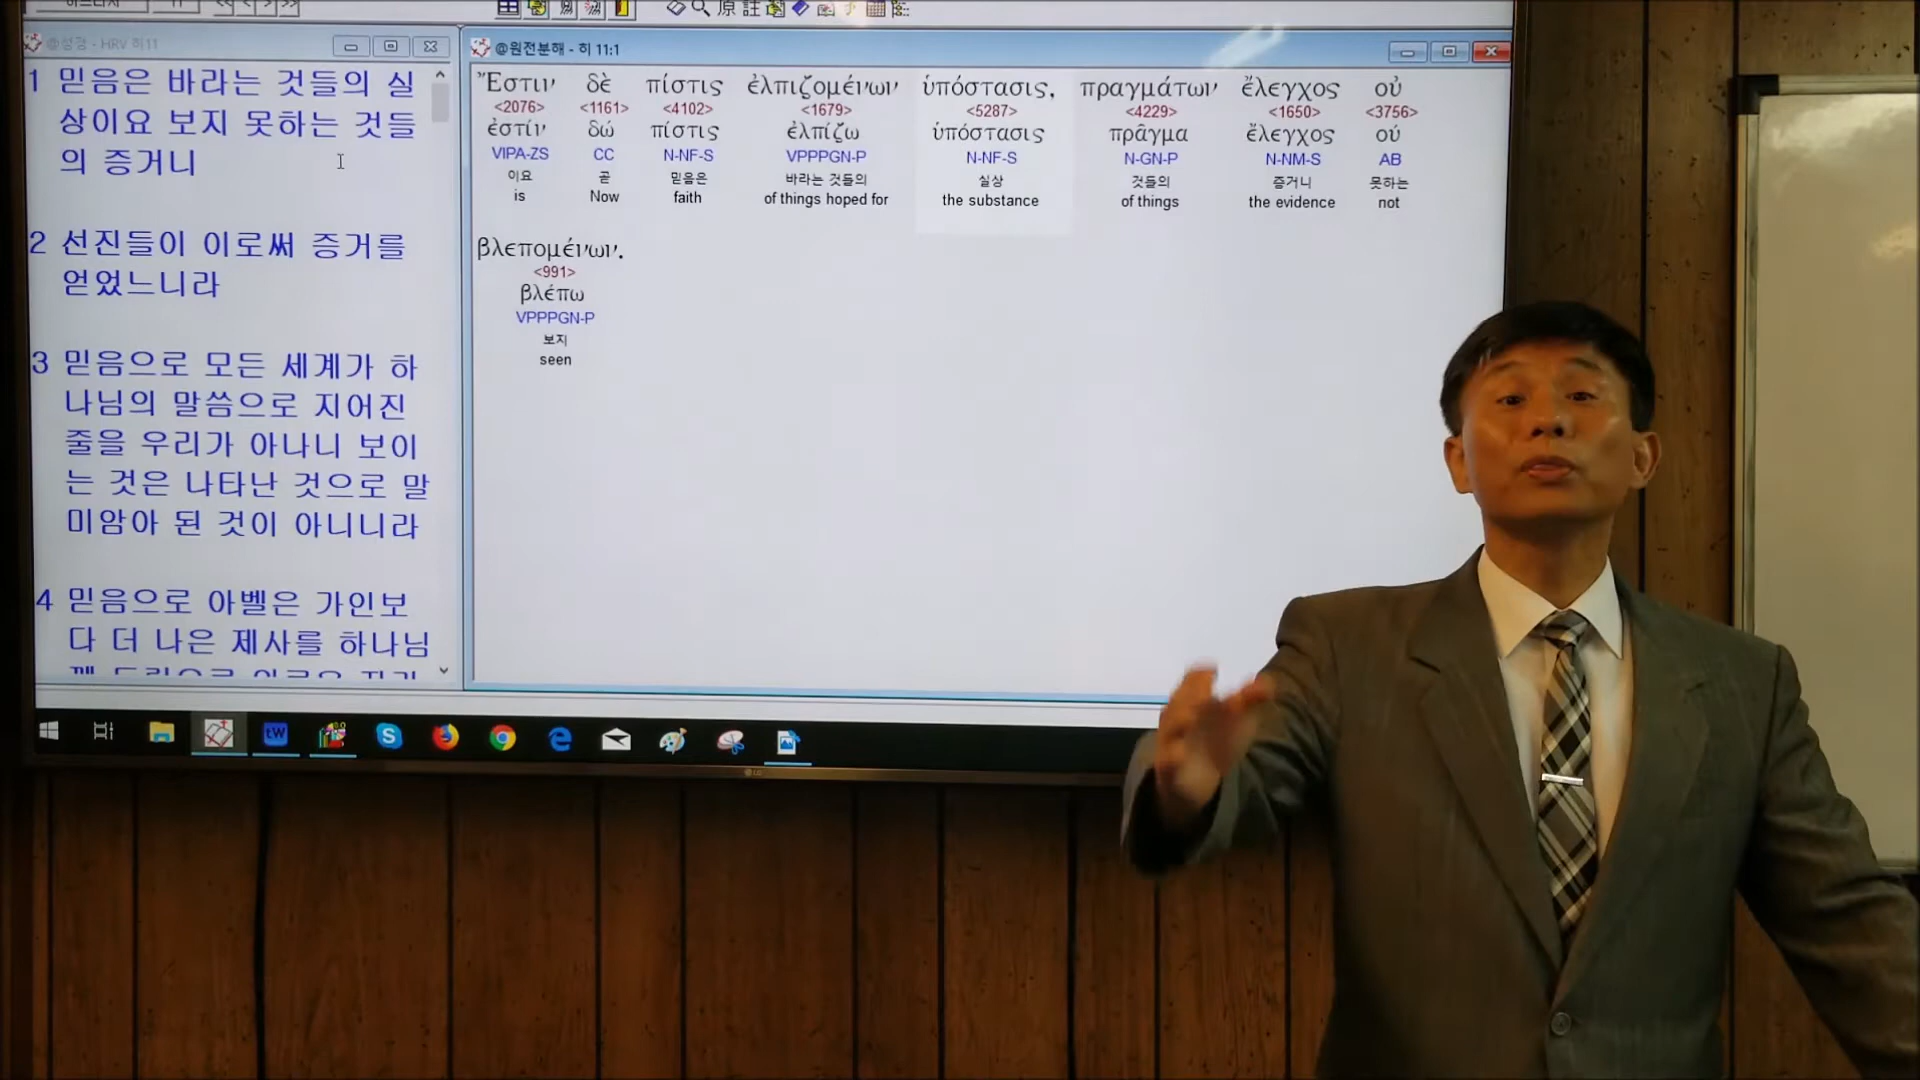 @성경 - HRV 히11
1 믿음은 바라는 것들의 실
상이요 보지 못하는 것들
의 증거니
2 선진들이 이로써 증거를
얻었느니라
3 믿음으로 모든 세계가 하
나님의 말씀으로 지어진
줄을 우리가 아나니 보이
는 것은 나타난 것으로 말
미암아 된 것이 아니니라
4 믿음으로 아벨은 가인보
다 더 나은 제사를 하나님
原 註
@원전분해 - 히 11:1
Ἔστιν δὲ πίστις ἐλπιζομένων ὑπόστασις, πραγμάτων ἔλεγχος οὐ
<2076> <1161> <4102> <1679> <5287> <4229> <1650> <3756>
ἐστίν δώ πίστις ἐλπίζω ὑπόστασις πρᾶγμα ἔλεγχος οὐ
VIPA-ZS CC N-NF-S VPPPGN-P N-NF-S N-GN-P N-NM-S AB
이요 곧 믿음은 바라는 것들의 실상 것들의 증거니 못하는
is Now faith of things hoped for the substance of things the evidence not
βλεπομένων.
<991>
βλέπω
VPPPGN-P
보지
seen
LG